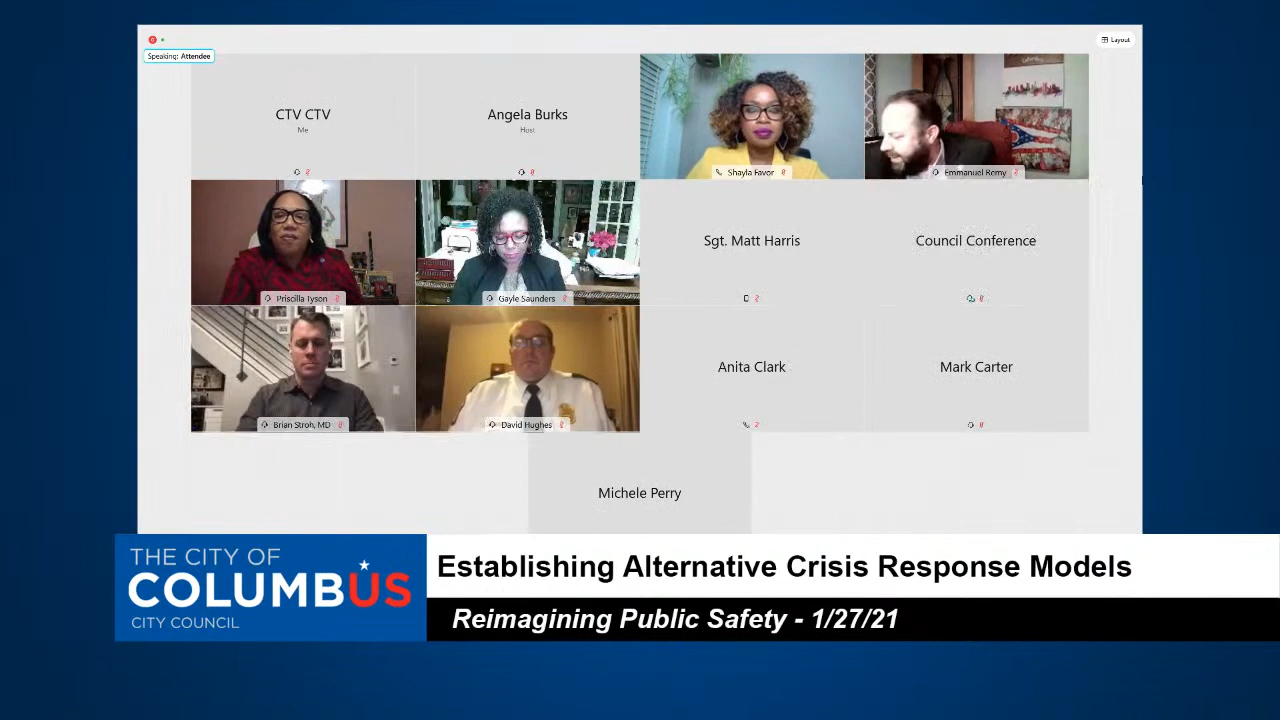 Layout
Speaking: Attendee
CTV CTV
Me
Angela Burks
Host
Shayla Favor
Emmanuel Remy
Priscilla Tyson
Gayle Saunders
Sgt. Matt Harris
Council Conference
Brian Stroh, MD
David Hughes
Anita Clark
Mark Carter
Michele Perry
THE CITY OF
COLUMBUS
CITY COUNCIL
Establishing Alternative Crisis Response Models
Reimagining Public Safety - 1/27/21